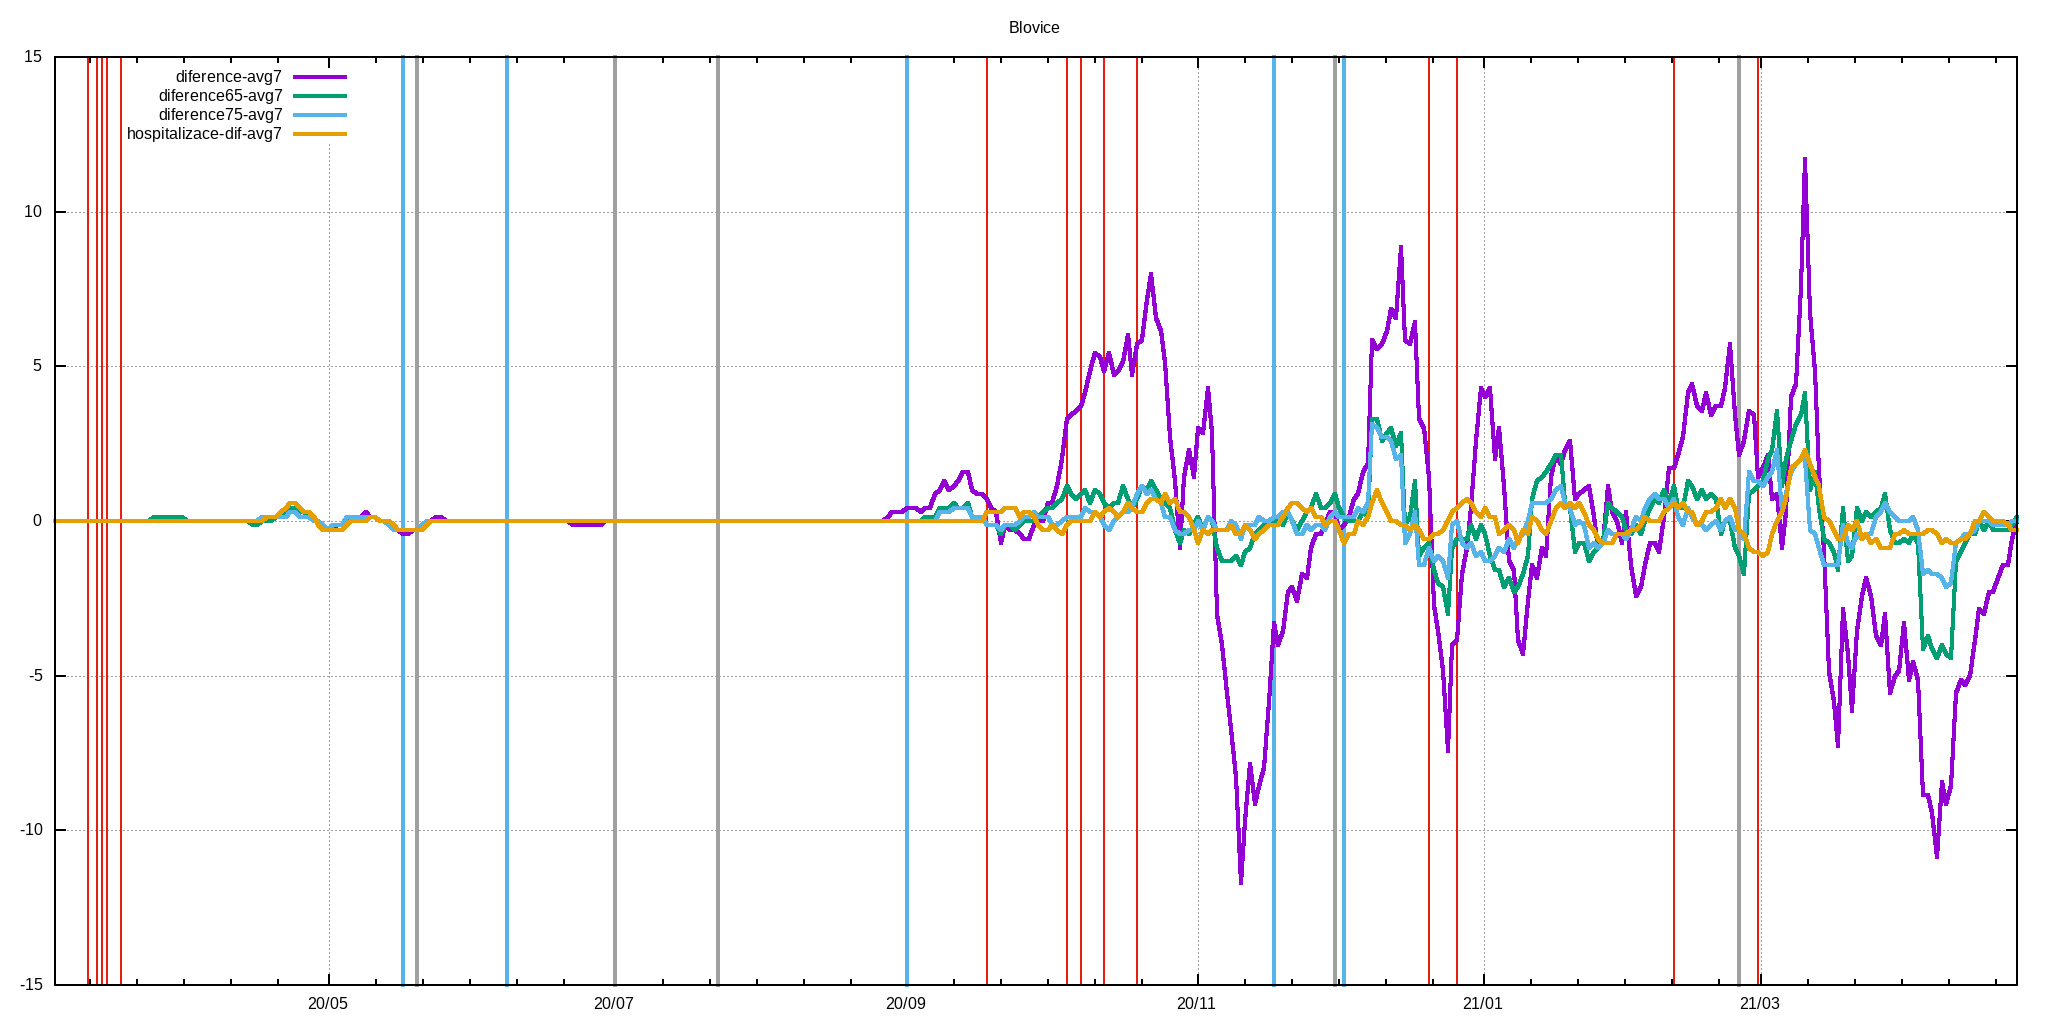 Blovice
15
10
5
0
-5
-10
-15
diference-avg7
diference65-avg7
diference75-avg7
hospitalizace-dif-avg7
20/05
20/07
20/09
20/11
21/01
21/03